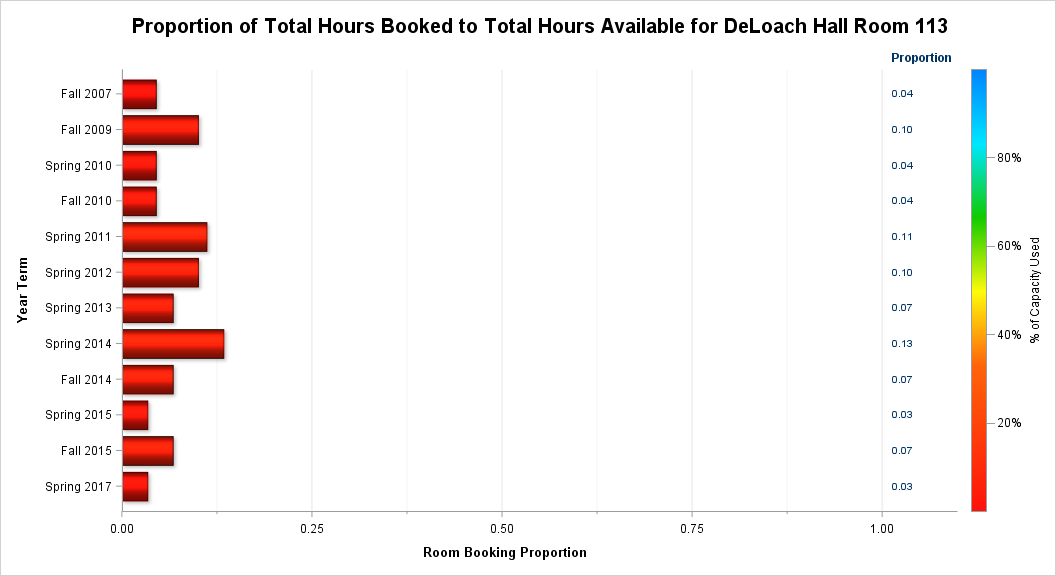 Proportion of Total Hours Booked to Total Hours Available for DeLoach Hall Room 113
Proportion
Fall 2007 0.04
Fall 2009 0.10
Spring 2010 0.04
Fall 2010 0.04
Spring 2011 0.11
Spring 2012 0.10
Spring 2013 0.07
Spring 2014 0.13
Fall 2014 0.07
Spring 2015 0.03
Fall 2015 0.07
Spring 2017 0.03
Year Term
0.00 0.25 0.50 0.75 1.00
Room Booking Proportion
80%
60%
40%
20%
% of Capacity Used